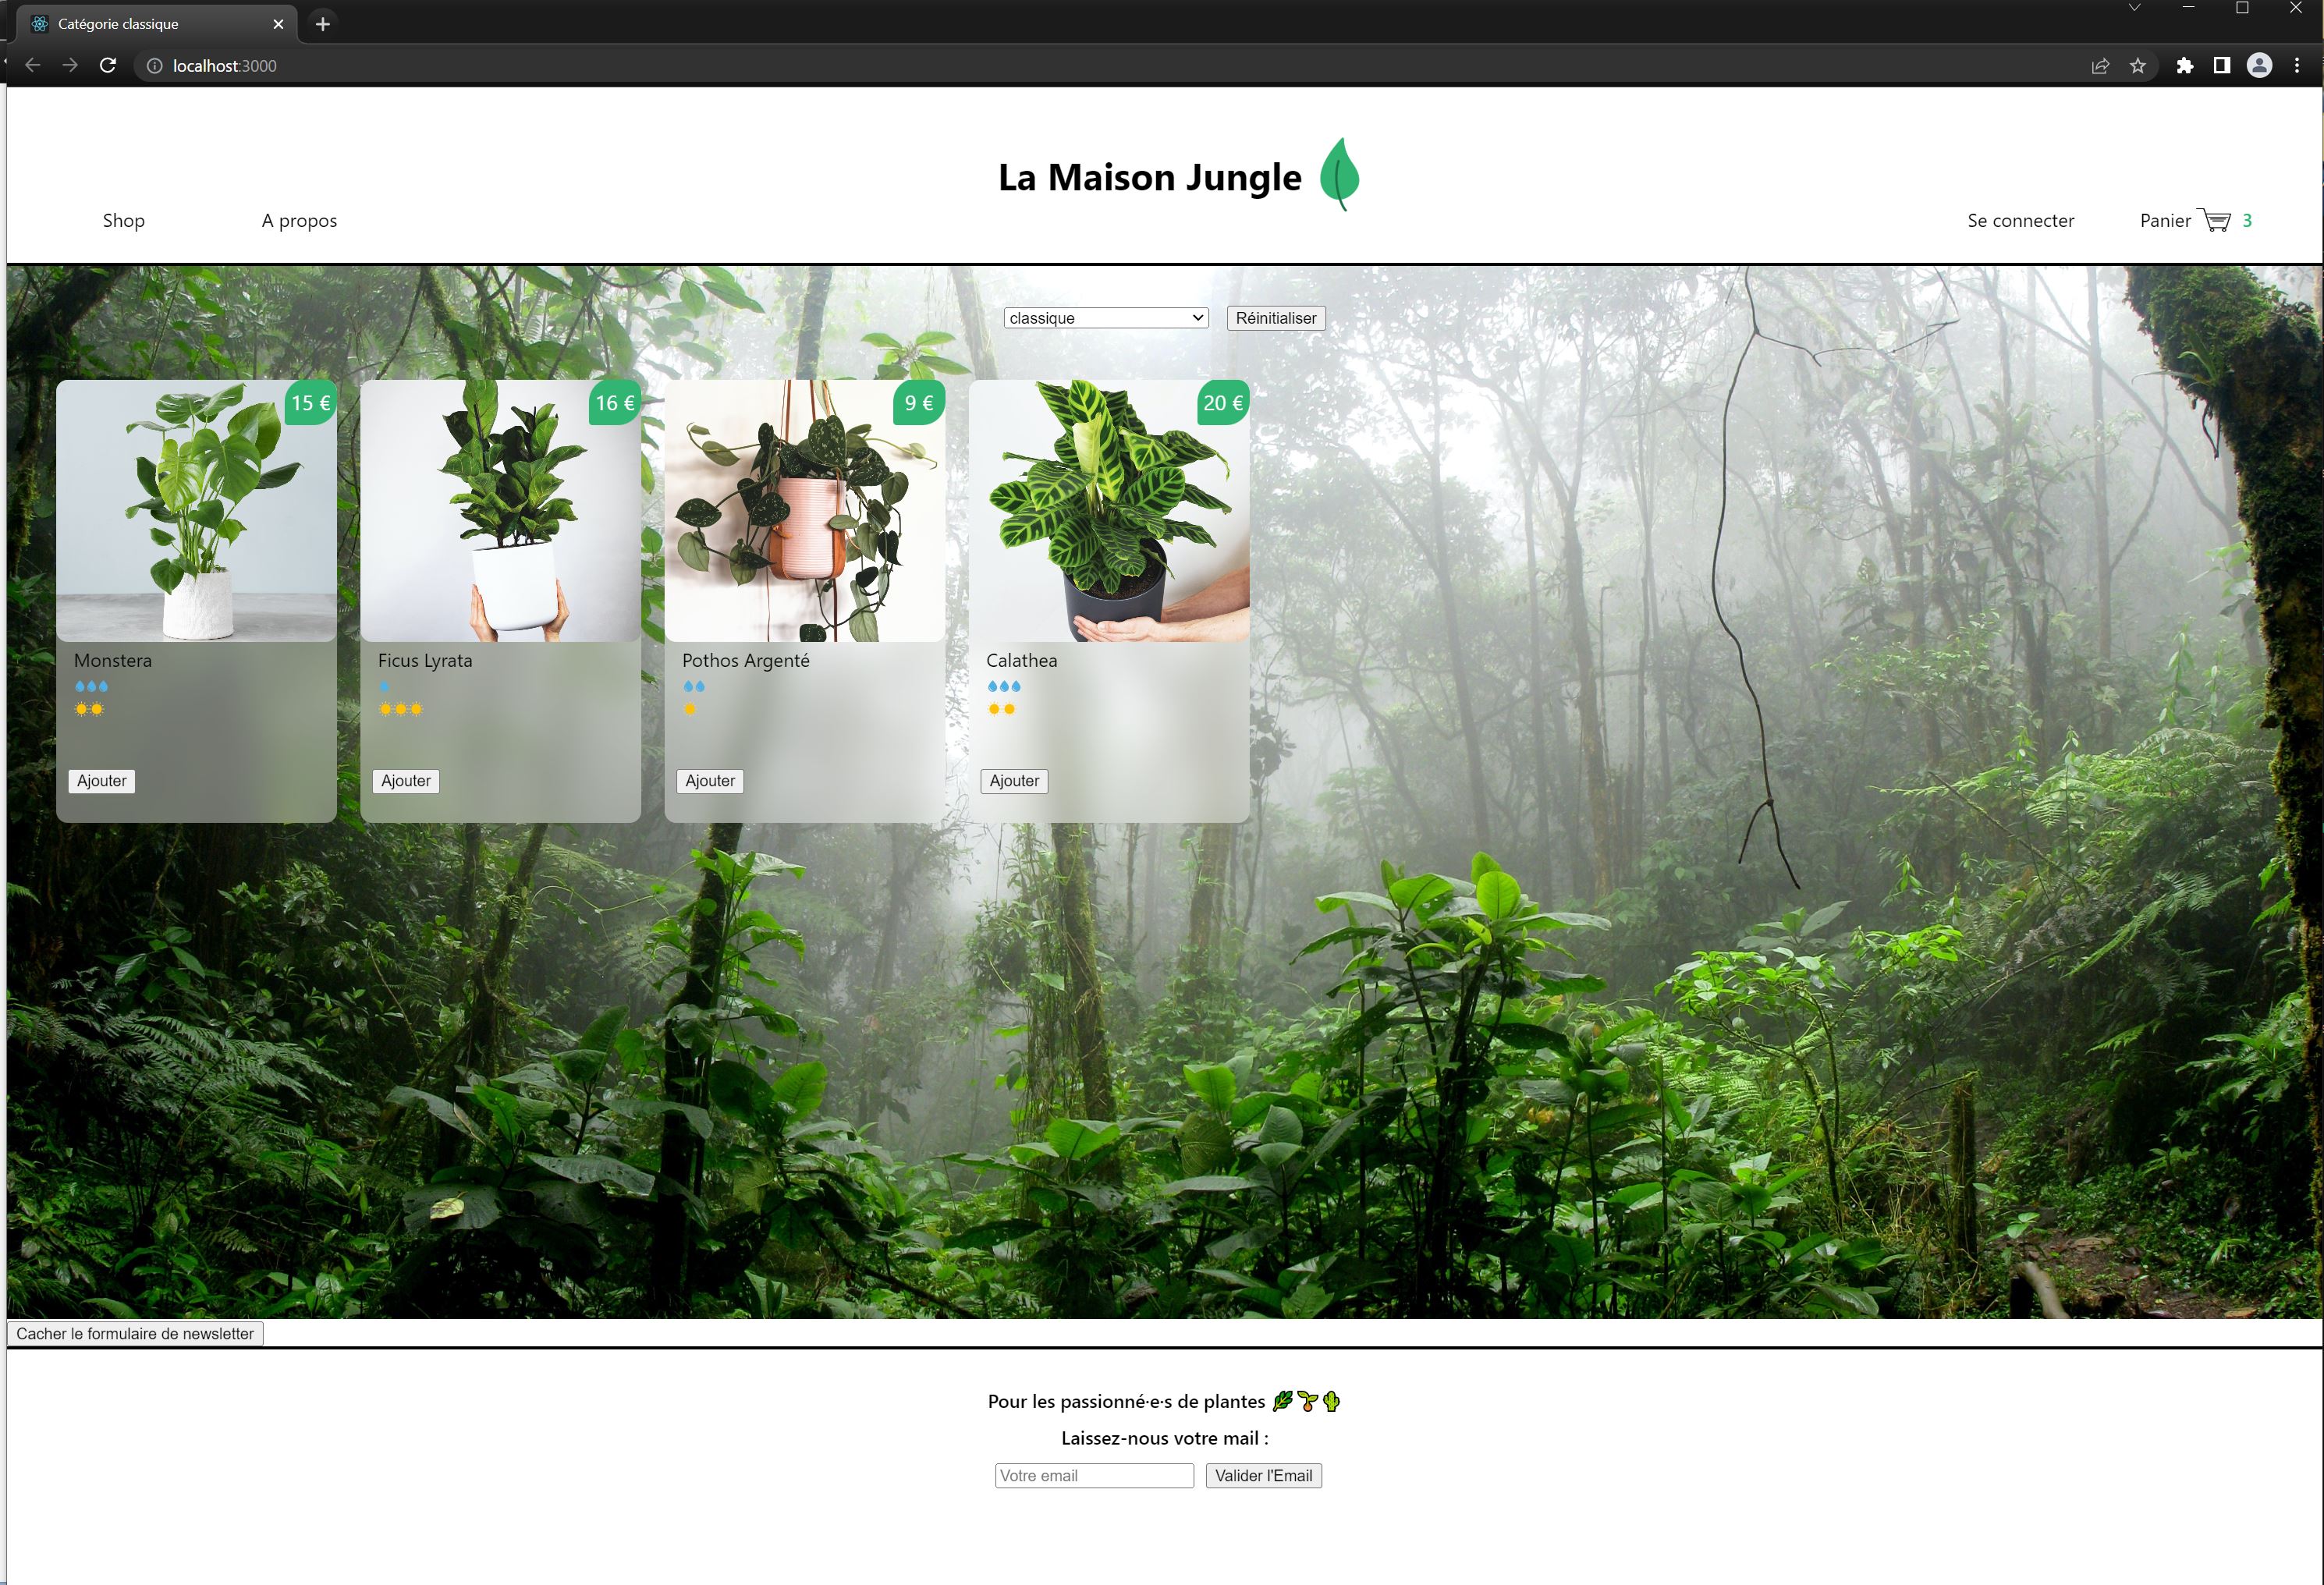 Catégorie classique
localhost:3000
La Maison Jungle
Shop
A propos
Se connecter
Panier
3
classique
Réinitialiser
15 €
16 €
9 €
20 €
Monstera
Ficus Lyrata
Pothos Argenté
Calathea
Ajouter
Ajouter
Ajouter
Ajouter
Cacher le formulaire de newsletter
Pour les passionné·e·s de plantes 🌿🌱🌵
Laissez-nous votre mail :
Votre email
Valider l'Email